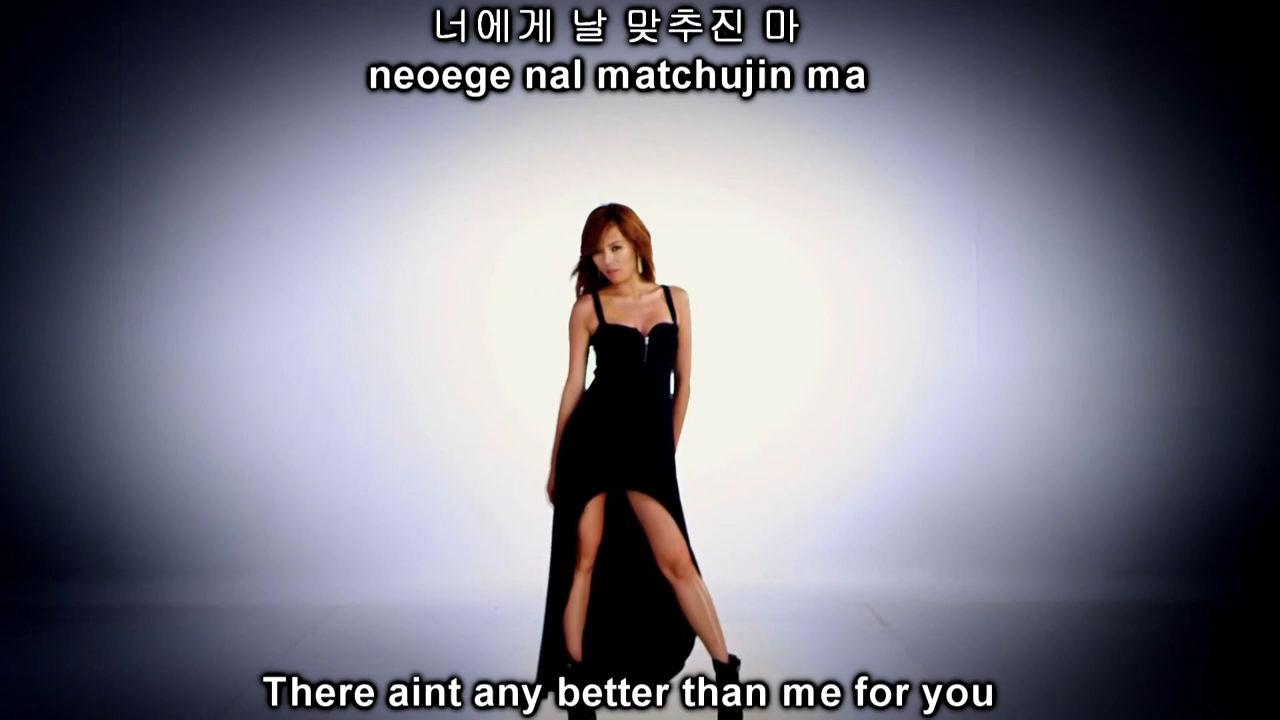 너에게 날 맞추진 마
neoege nal matchujin ma
There aint any better than me for you